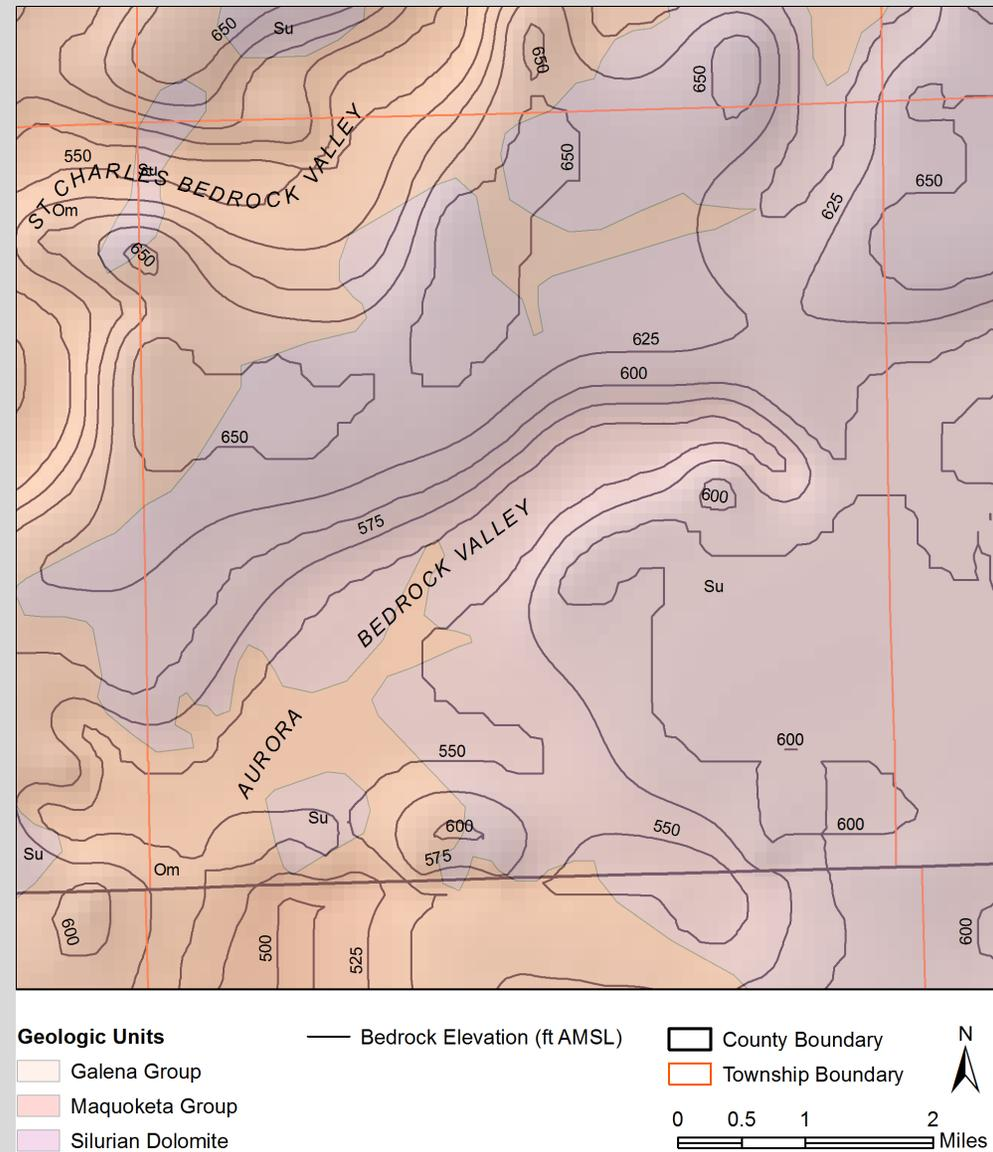 650
Su
650
650
650
550
Su
ST CHARLES BEDROCK VALLEY
Om
650
625
650
625
600
650
600
575
BEDROCK VALLEY
Su
AURORA
600
550
Su
600
550
600
575
Su
Om
600
500
525
600
Geologic Units
Galena Group
Maquoketa Group
Silurian Dolomite
Bedrock Elevation (ft AMSL)
County Boundary
Township Boundary
N
0 0.5 1 2
Miles